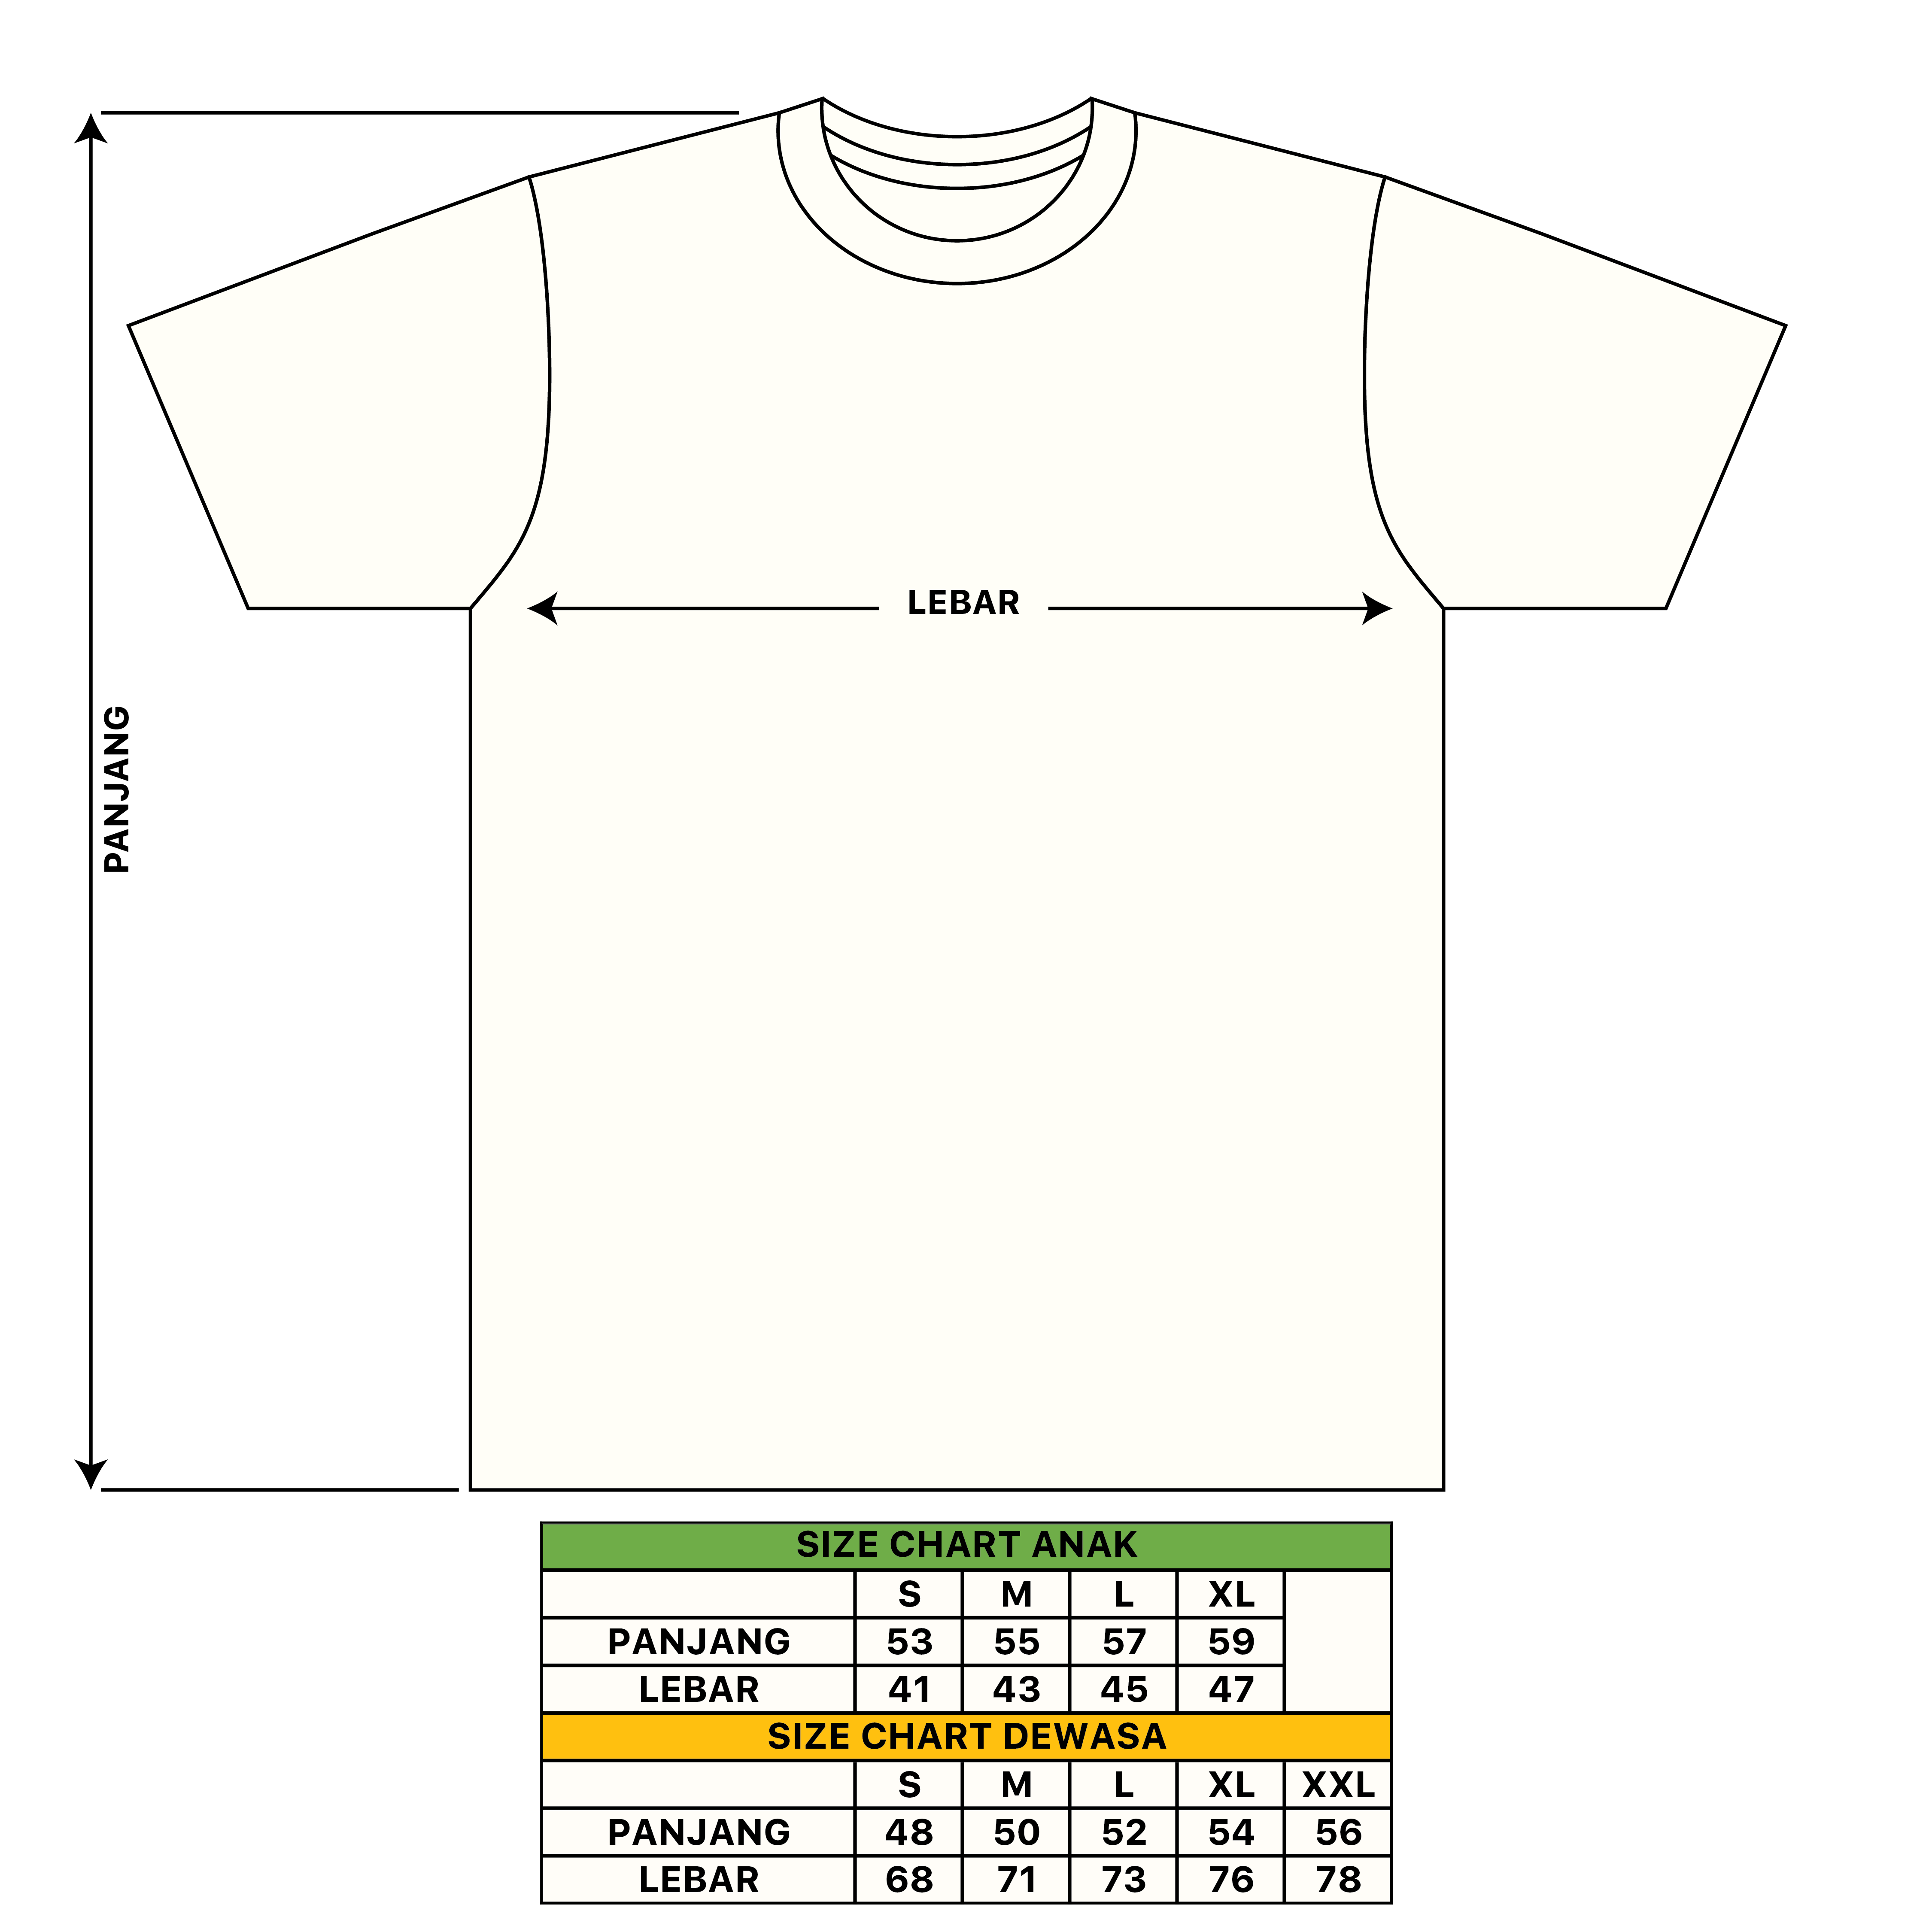 LEBAR
PANJANG
SIZE CHART ANAK
S M L XL
PANJANG 53 55 57 59
LEBAR 41 43 45 47
SIZE CHART DEWASA
S M L XL XXL
PANJANG 48 50 52 54 56
LEBAR 68 71 73 76 78